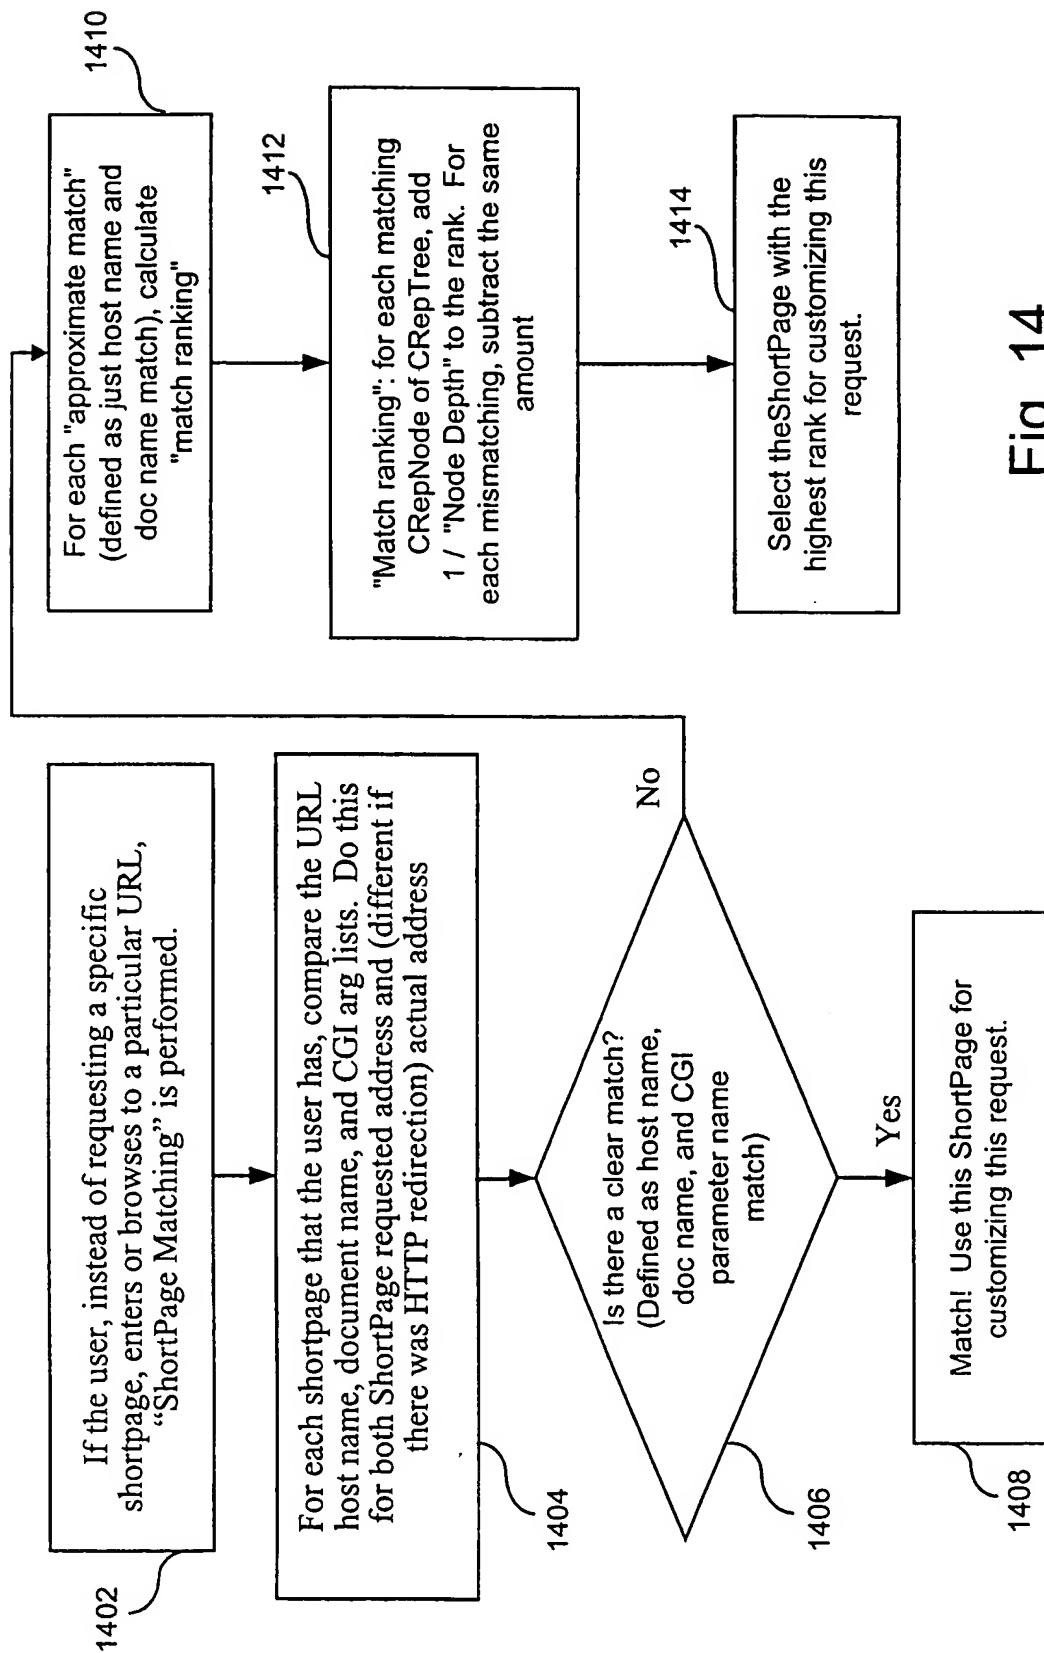 If the user, instead of requesting a specific
shortpage, enters or browses to a particular URL,
“ShortPage Matching” is performed.
1402
For each shortpage that the user has, compare the URL
host name, document name, and CGI arg lists. Do this
for both ShortPage requested address and (different if
there was HTTP redirection) actual address
1404
Is there a clear match?
(Defined as host name,
doc name, and CGI
parameter name
match)
1406
No
Yes
Match! Use this ShortPage for
customizing this request.
1408
For each "approximate match"
(defined as just host name and
doc name match), calculate
"match ranking"
1410
"Match ranking": for each matching
CRepNode of CRepTree, add
1 / "Node Depth" to the rank. For
each mismatching, subtract the same
amount
1412
Select theShortPage with the
highest rank for customizing this
request.
1414
Fig. 14